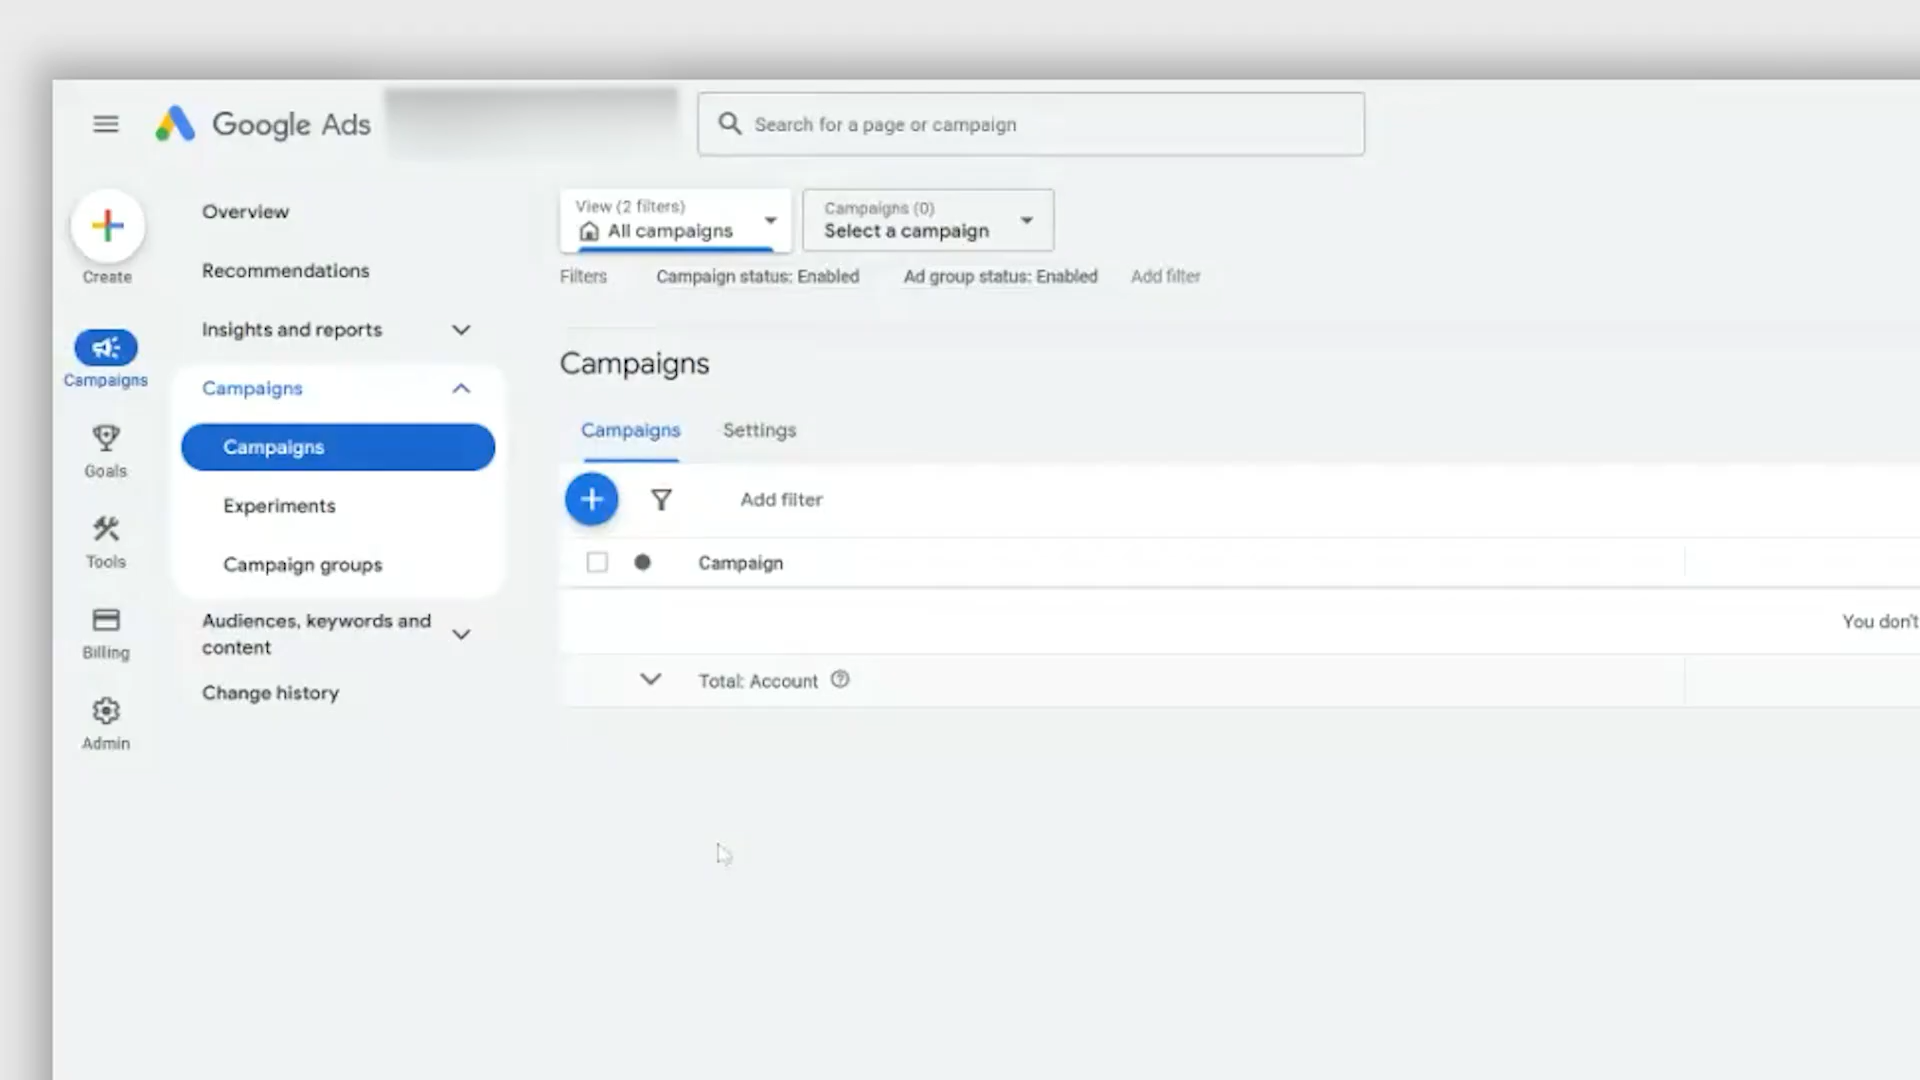 Google Ads
Search for a page or campaign
Create
Campaigns
Goals
Tools
Billing
Admin
Overview
Recommendations
Insights and reports
Campaigns
Campaigns
Experiments
Campaign groups
Audiences, keywords and
content
Change history
View (2 filters)
All campaigns
Campaigns (0)
Select a campaign
Filters Campaign status: Enabled Ad group status: Enabled Add filter
Campaigns
Campaigns Settings
Add filter
Campaign
You don't
Total: Account